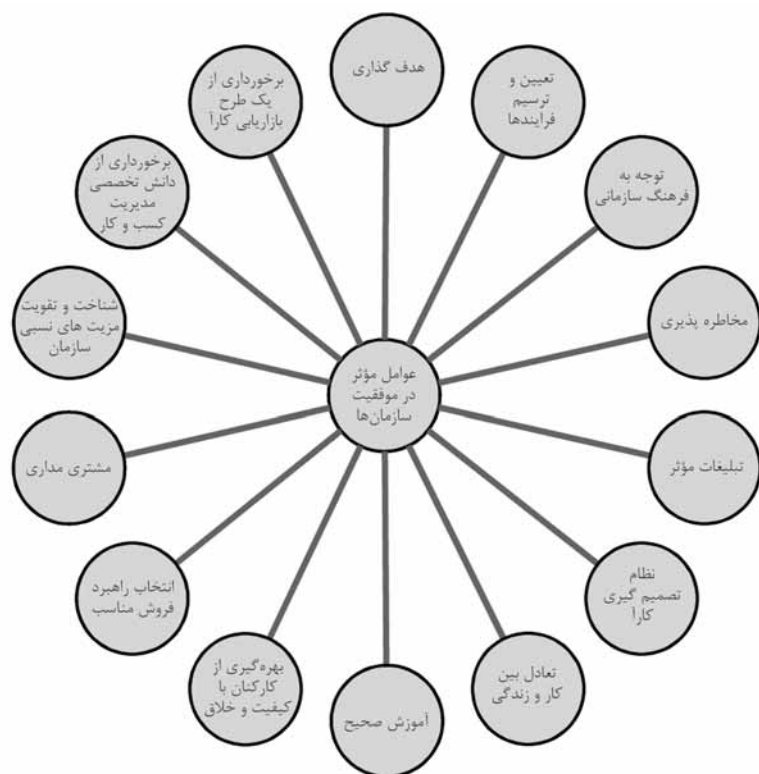 هدف گذاری
تعیین و
ترسیم
فرآیندها
توجه به
فرهنگ سازمانی
مخاطره پذیری
تبلیغات مؤثر
نظام
تصمیم گیری
کارآ
تعادل بین
کار و زندگی
آموزش صحیح
بهره‌گیری از
کارکنان با
کیفیت و خلاق
انتخاب راهبرد
فروش مناسب
مشتری مداری
شناخت و تقویت
مزیت های نسبی
سازمان
برخورداری از
دانش تخصصی
مدیریت
کسب و کار
برخورداری از
یک طرح
بازاریابی کارآ
عوامل مؤثر
در موفقیت
سازمان‌ها